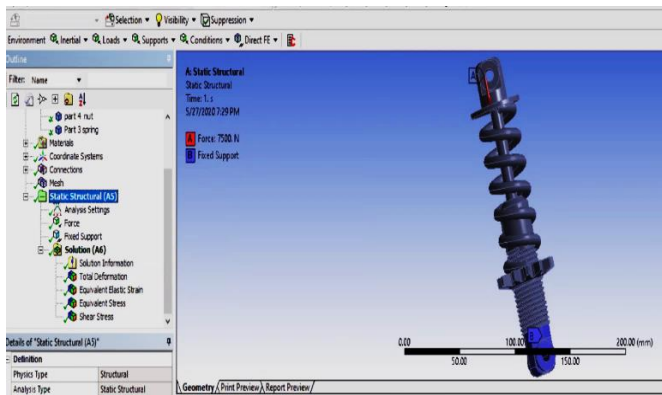 Selection ▾ Visibility ▾ Suppression ▾
Environment Inertial ▾ Loads ▾ Supports ▾ Conditions ▾ Direct FE ▾
Outline
Filter: Name
part 4 nut
Part 3 spring
Materials
Coordinate Systems
Connections
Mesh
Static Structural (A5)
Analysis Settings
Force
Fixed Support
Solution (A6)
Solution Information
Total Deformation
Equivalent Elastic Strain
Equivalent Stress
Shear Stress
Details of "Static Structural (A5)"
Definition
Physics Type Structural
Analysis Type Static Structural
A: Static Structural
Static Structural
Time: 1. s
5/27/2020 7:29 PM
A Force: 7500. N
B Fixed Support
A
B
0.00 100.00 200.00 (mm)
50.00 150.00
Geometry Print Preview Report Preview